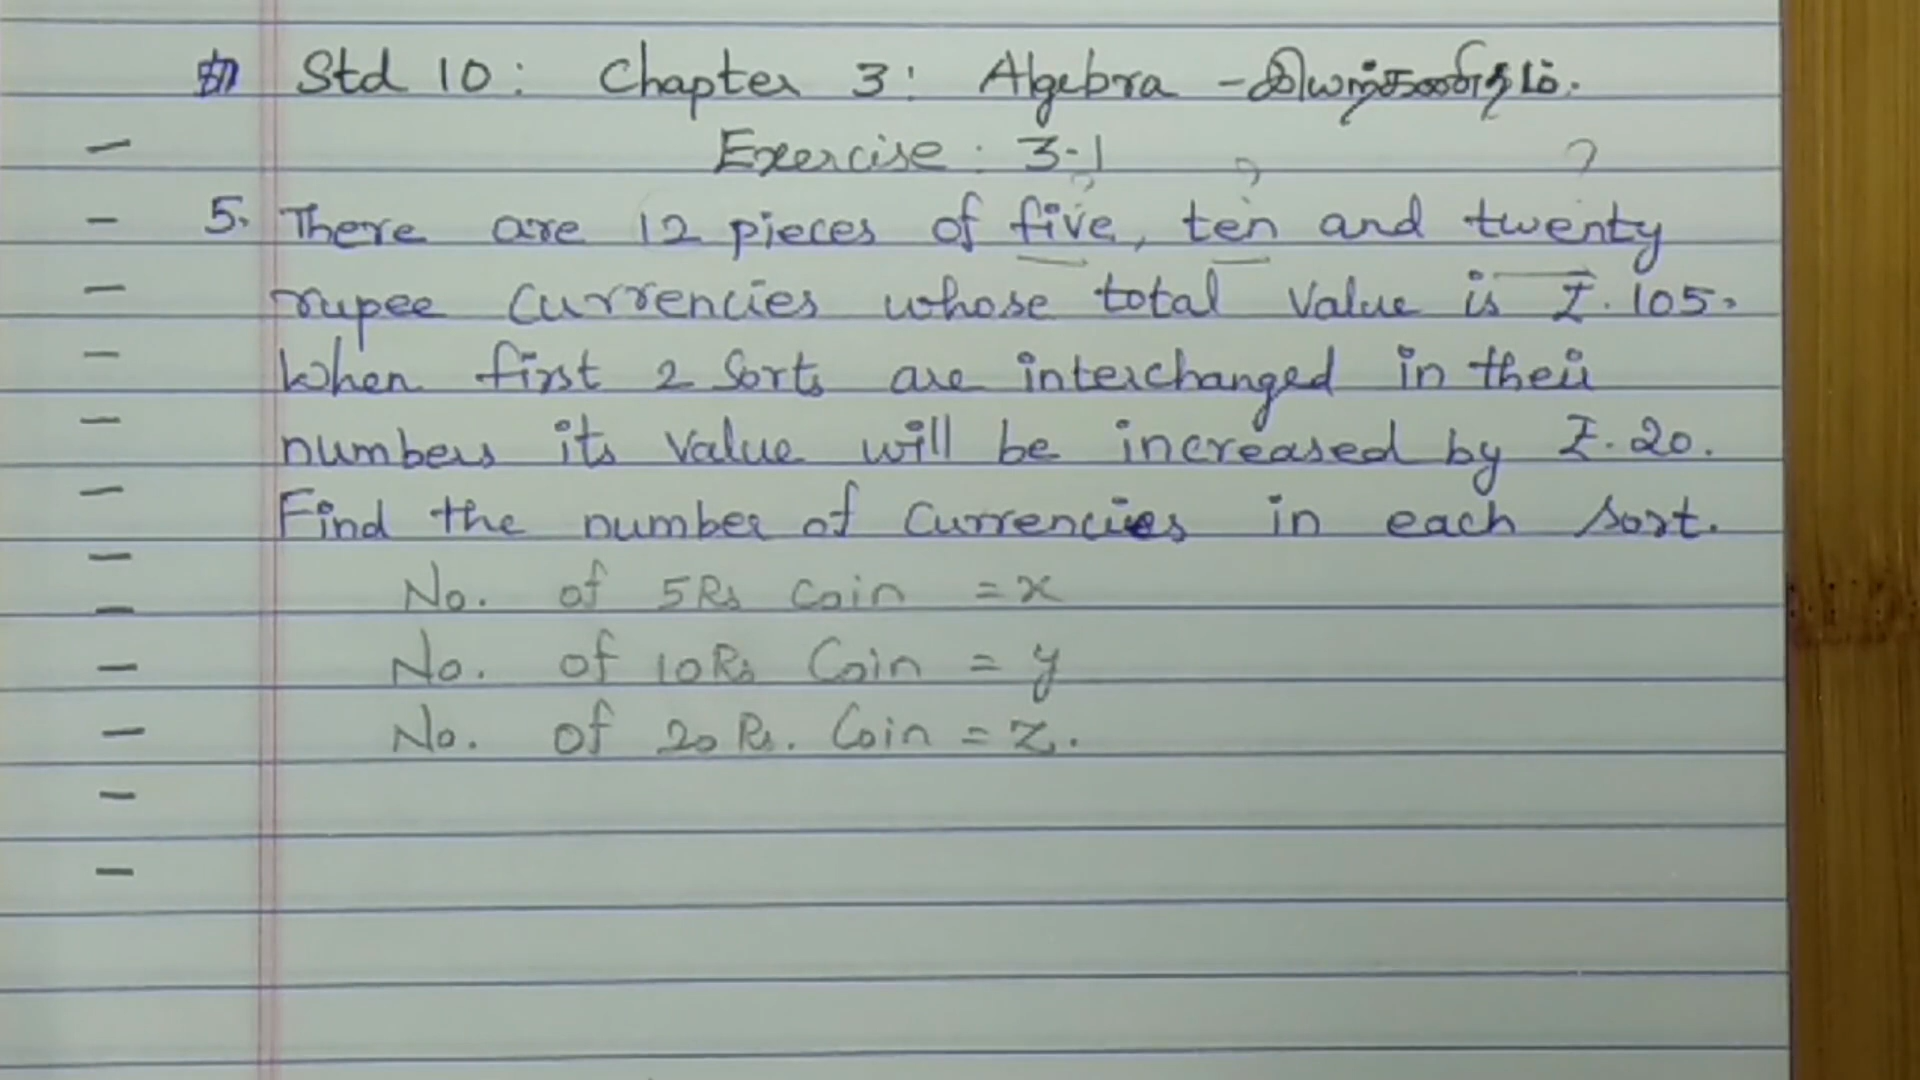 Std 10: Chapter 3: Algebra - இயற்கணிதம்.
Exercise: 3.1
5. There are 12 pieces of five, ten and twenty
rupee currencies whose total value is ₹. 105.
When first 2 sorts are interchanged in their
numbers its value will be increased by ₹. 20.
Find the number of currencies in each sort.
No. of 5Rs Coin = x
No. of 10Rs Coin = y
No. of 20 Rs. Coin = z.